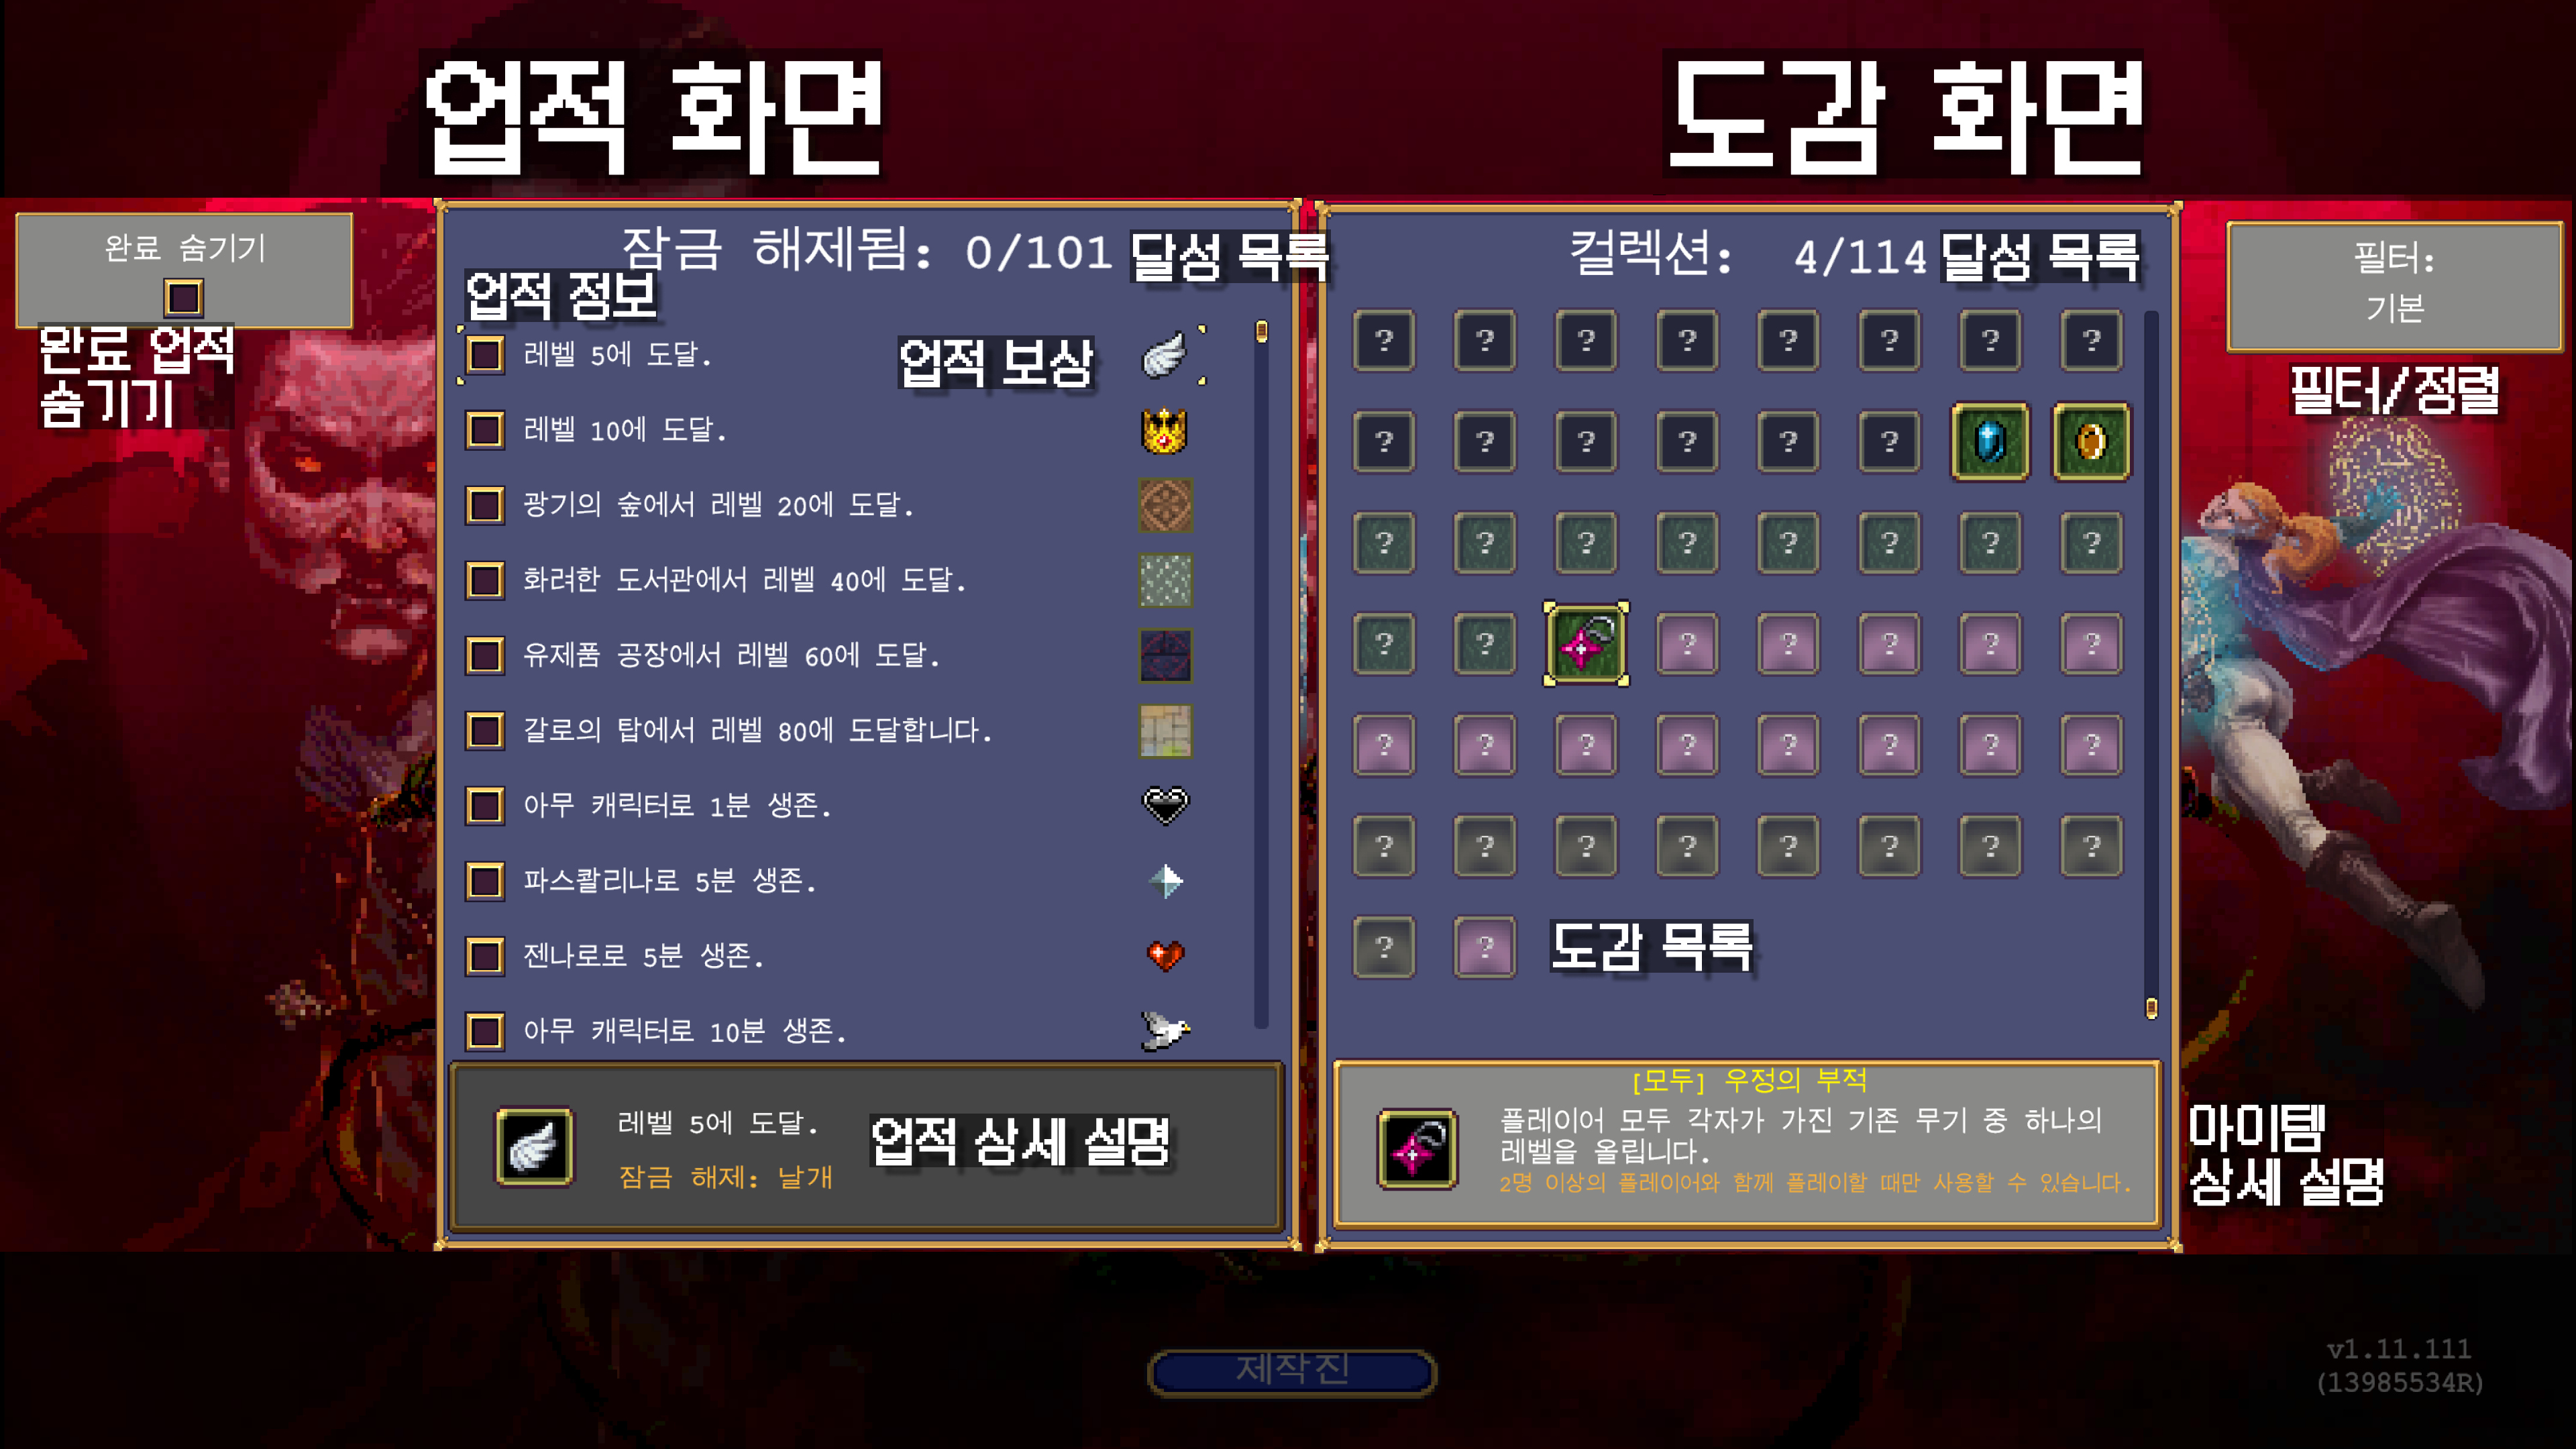 업적 화면
도감 화면
완료 숨기기
완료 업적
숨기기
잠금 해제됨: 0/101
달성 목록
업적 정보
업적 보상
레벨 5에 도달.
레벨 10에 도달.
광기의 숲에서 레벨 20에 도달.
화려한 도서관에서 레벨 40에 도달.
유제품 공장에서 레벨 60에 도달.
갈로의 탑에서 레벨 80에 도달합니다.
아무 캐릭터로 1분 생존.
파스콸리나로 5분 생존.
젠나로로 5분 생존.
아무 캐릭터로 10분 생존.
레벨 5에 도달.
잠금 해제: 날개
업적 상세 설명
컬렉션: 4/114
달성 목록
필터:
기본
필터/정렬
? ? ? ? ? ? ? ?
? ? ? ? ? ?
? ? ? ? ? ? ? ?
? ? ? ? ? ? ?
? ? ? ? ? ? ? ?
? ? ? ? ? ? ? ?
? ?
도감 목록
[모두] 우정의 부적
플레이어 모두 각자가 가진 기존 무기 중 하나의
레벨을 올립니다.
2명 이상의 플레이어와 함께 플레이할 때만 사용할 수 있습니다.
아이템
상세 설명
제작진
v1.11.111
(13985534R)